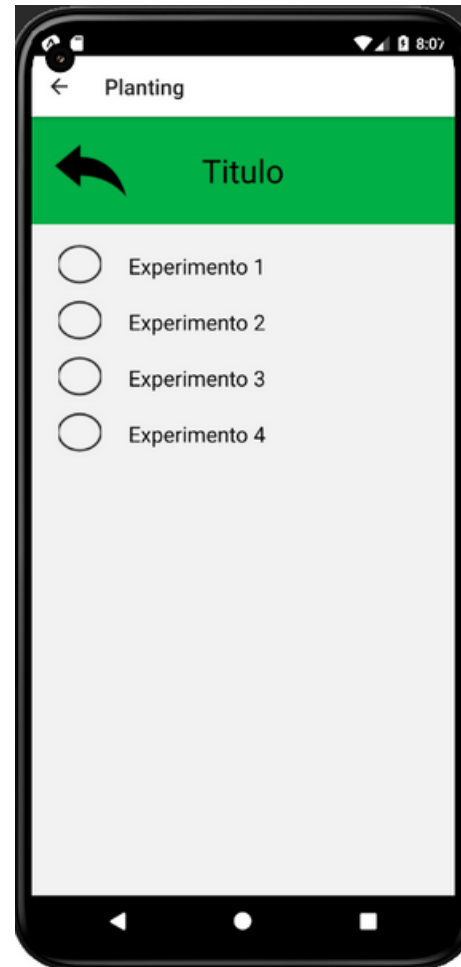 8:07
Planting
Titulo
Experimento 1
Experimento 2
Experimento 3
Experimento 4